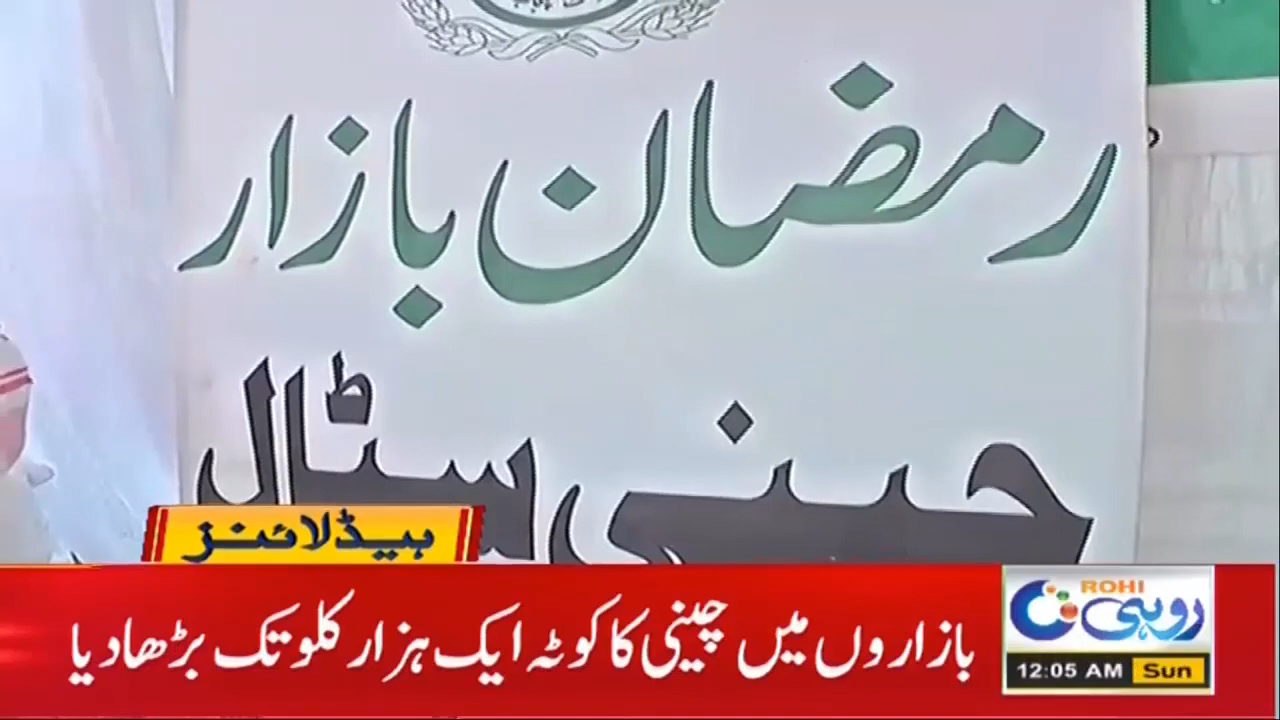 رمضان بازار
چینی سٹال
ہیڈلائنز
بازاروں میں چینی کا کوٹہ ایک ہزار کلو تک بڑھا دیا
ROHI
روہی
12:05 AM Sun